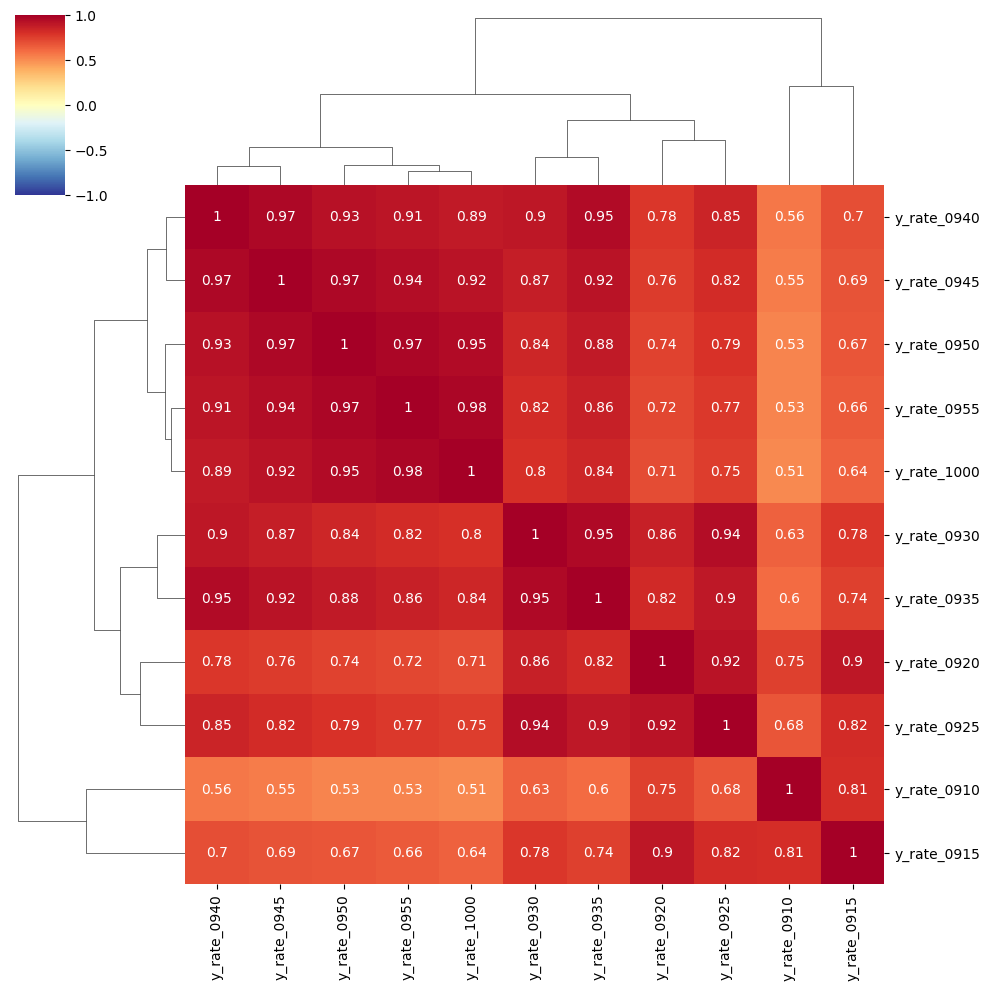 1.0
0.5
0.0
−0.5
−1.0
1 0.97 0.93 0.91 0.89 0.9 0.95 0.78 0.85 0.56 0.7 y_rate_0940
0.97 1 0.97 0.94 0.92 0.87 0.92 0.76 0.82 0.55 0.69 y_rate_0945
0.93 0.97 1 0.97 0.95 0.84 0.88 0.74 0.79 0.53 0.67 y_rate_0950
0.91 0.94 0.97 1 0.98 0.82 0.86 0.72 0.77 0.53 0.66 y_rate_0955
0.89 0.92 0.95 0.98 1 0.8 0.84 0.71 0.75 0.51 0.64 y_rate_1000
0.9 0.87 0.84 0.82 0.8 1 0.95 0.86 0.94 0.63 0.78 y_rate_0930
0.95 0.92 0.88 0.86 0.84 0.95 1 0.82 0.9 0.6 0.74 y_rate_0935
0.78 0.76 0.74 0.72 0.71 0.86 0.82 1 0.92 0.75 0.9 y_rate_0920
0.85 0.82 0.79 0.77 0.75 0.94 0.9 0.92 1 0.68 0.82 y_rate_0925
0.56 0.55 0.53 0.53 0.51 0.63 0.6 0.75 0.68 1 0.81 y_rate_0910
0.7 0.69 0.67 0.66 0.64 0.78 0.74 0.9 0.82 0.81 1 y_rate_0915
y_rate_0940
y_rate_0945
y_rate_0950
y_rate_0955
y_rate_1000
y_rate_0930
y_rate_0935
y_rate_0920
y_rate_0925
y_rate_0910
y_rate_0915